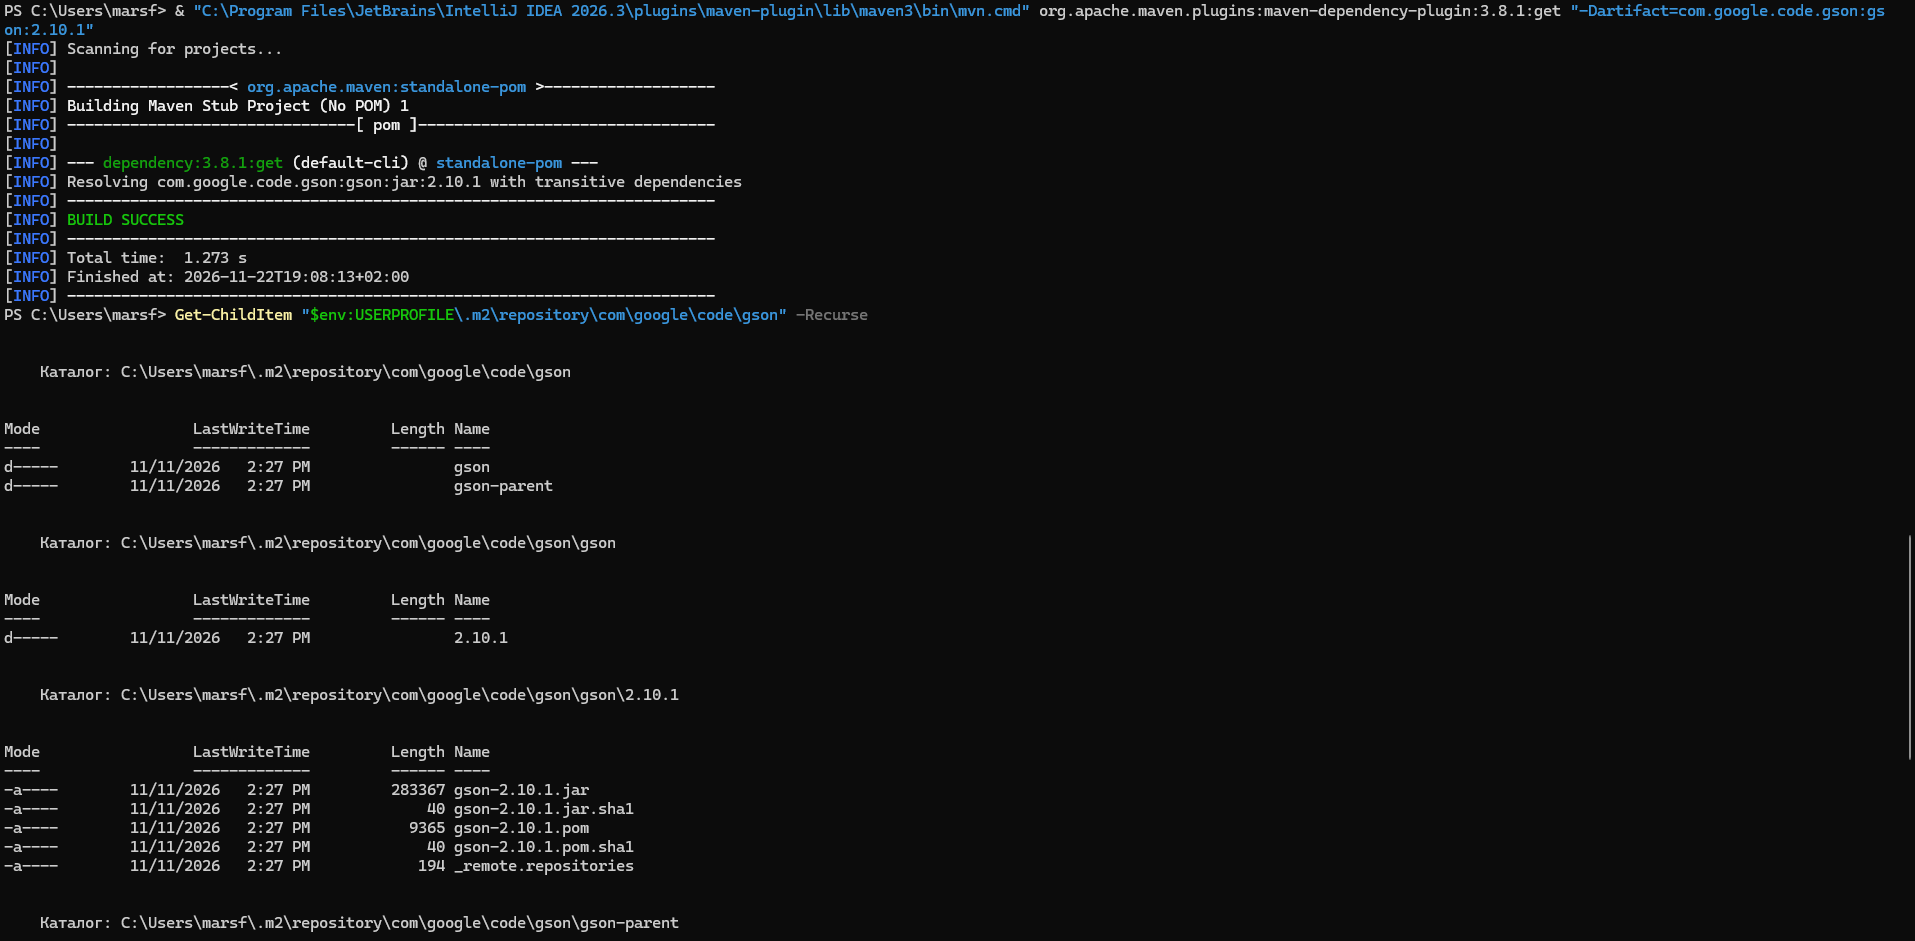 PS C:\Users\marsf> & "C:\Program Files\JetBrains\IntelliJ IDEA 2026.3\plugins\maven-plugin\lib\maven3\bin\mvn.cmd" org.apache.maven.plugins:maven-dependency-plugin:3.8.1:get "-Dartifact=com.google.code.gson:gs
on:2.10.1"
[INFO] Scanning for projects...
[INFO]
[INFO] ------------------< org.apache.maven:standalone-pom >-------------------
[INFO] Building Maven Stub Project (No POM) 1
[INFO] --------------------------------[ pom ]---------------------------------
[INFO]
[INFO] --- dependency:3.8.1:get (default-cli) @ standalone-pom ---
[INFO] Resolving com.google.code.gson:gson:jar:2.10.1 with transitive dependencies
[INFO] ------------------------------------------------------------------------
[INFO] BUILD SUCCESS
[INFO] ------------------------------------------------------------------------
[INFO] Total time:  1.273 s
[INFO] Finished at: 2026-11-22T19:08:13+02:00
[INFO] ------------------------------------------------------------------------
PS C:\Users\marsf> Get-ChildItem "$env:USERPROFILE\.m2\repository\com\google\code\gson" -Recurse
    Каталог: C:\Users\marsf\.m2\repository\com\google\code\gson
Mode                 LastWriteTime         Length Name
----                 -------------         ------ ----
d-----        11/11/2026   2:27 PM                gson
d-----        11/11/2026   2:27 PM                gson-parent
    Каталог: C:\Users\marsf\.m2\repository\com\google\code\gson\gson
Mode                 LastWriteTime         Length Name
----                 -------------         ------ ----
d-----        11/11/2026   2:27 PM                2.10.1
    Каталог: C:\Users\marsf\.m2\repository\com\google\code\gson\gson\2.10.1
Mode                 LastWriteTime         Length Name
----                 -------------         ------ ----
-a----        11/11/2026   2:27 PM         283367 gson-2.10.1.jar
-a----        11/11/2026   2:27 PM             40 gson-2.10.1.jar.sha1
-a----        11/11/2026   2:27 PM           9365 gson-2.10.1.pom
-a----        11/11/2026   2:27 PM             40 gson-2.10.1.pom.sha1
-a----        11/11/2026   2:27 PM            194 _remote.repositories
    Каталог: C:\Users\marsf\.m2\repository\com\google\code\gson\gson-parent